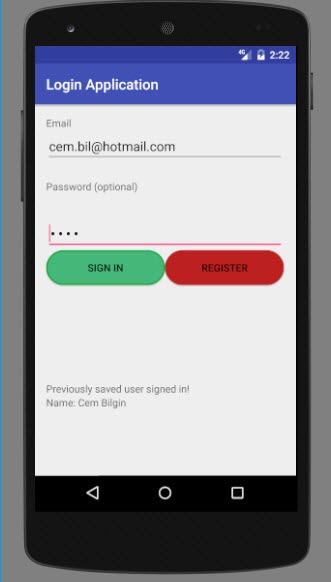 4G 2:22
Login Application
Email
cem.bil@hotmail.com
Password (optional)
••••
SIGN IN REGISTER
Previously saved user signed in!
Name: Cem Bilgin